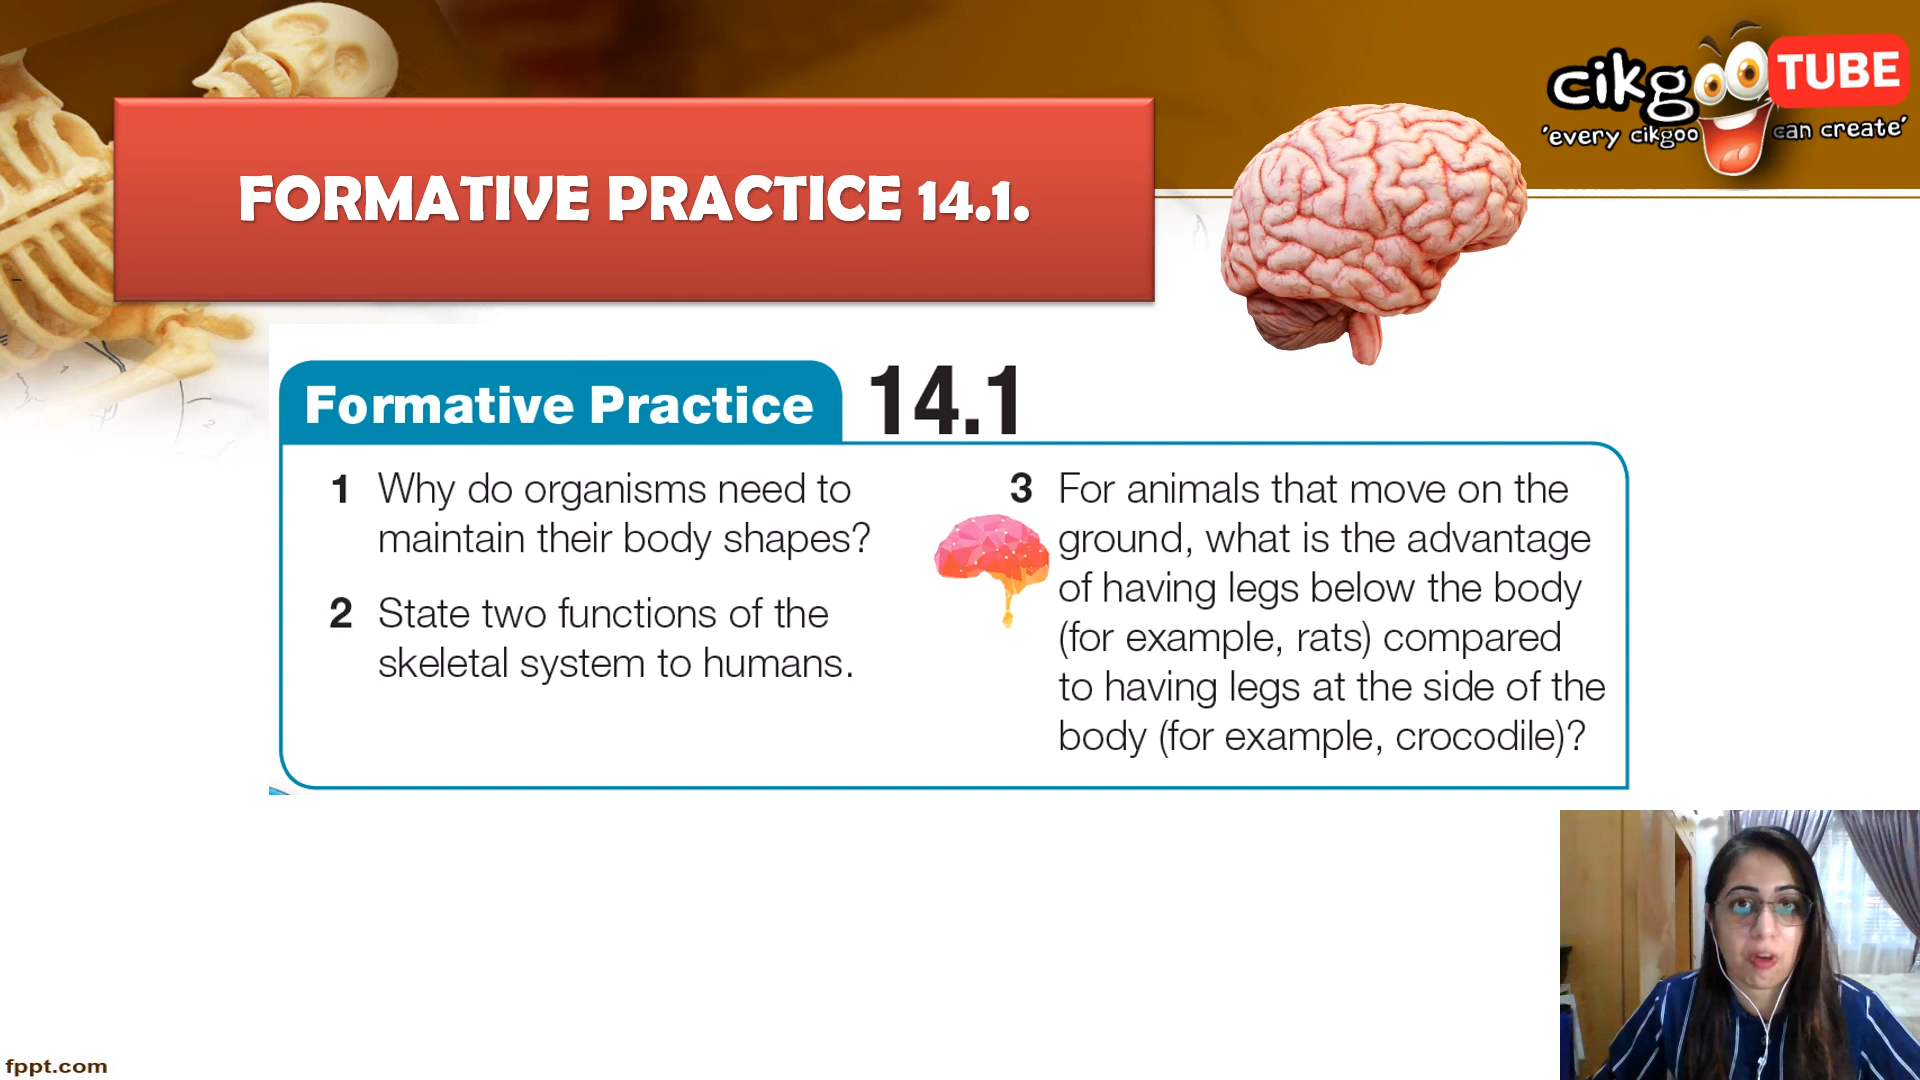 cikgoo TUBE
'every cikgoo can create'
FORMATIVE PRACTICE 14.1.
Formative Practice 14.1
1 Why do organisms need to
maintain their body shapes?
2 State two functions of the
skeletal system to humans.
3 For animals that move on the
ground, what is the advantage
of having legs below the body
(for example, rats) compared
to having legs at the side of the
body (for example, crocodile)?
fppt.com